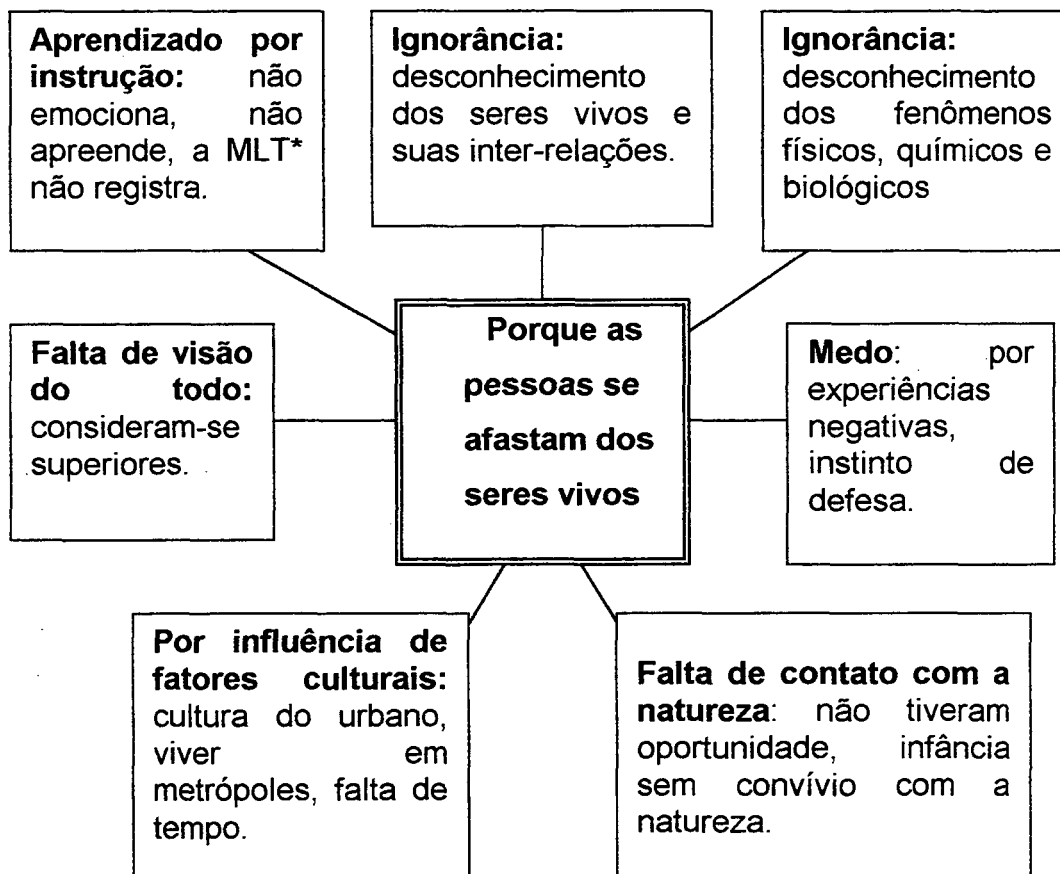 Aprendizado por
instrução: não
emociona, não
apreende, a MLT*
não registra.
Ignorância:
desconhecimento
dos seres vivos e
suas inter-relações.
Ignorância:
desconhecimento
dos fenômenos
físicos, químicos e
biológicos
Falta de visão
do todo:
consideram-se
superiores.
Porque as
pessoas se
afastam dos
seres vivos
Medo: por
experiências
negativas,
instinto de
defesa.
Por influência de
fatores culturais:
cultura do urbano,
viver em
metrópoles, falta de
tempo.
Falta de contato com a
natureza: não tiveram
oportunidade, infância
sem convívio com a
natureza.